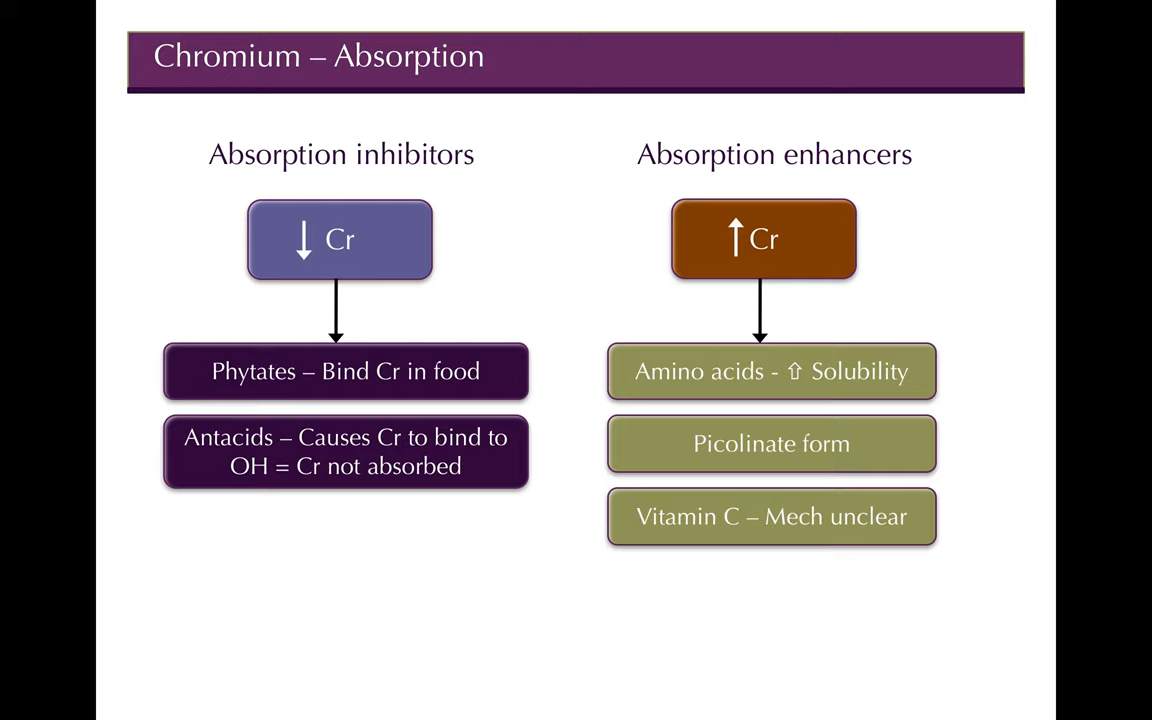 Chromium – Absorption
Absorption inhibitors
↓ Cr
Phytates – Bind Cr in food
Antacids – Causes Cr to bind to
OH = Cr not absorbed
Absorption enhancers
↑ Cr
Amino acids - ⇧ Solubility
Picolinate form
Vitamin C – Mech unclear